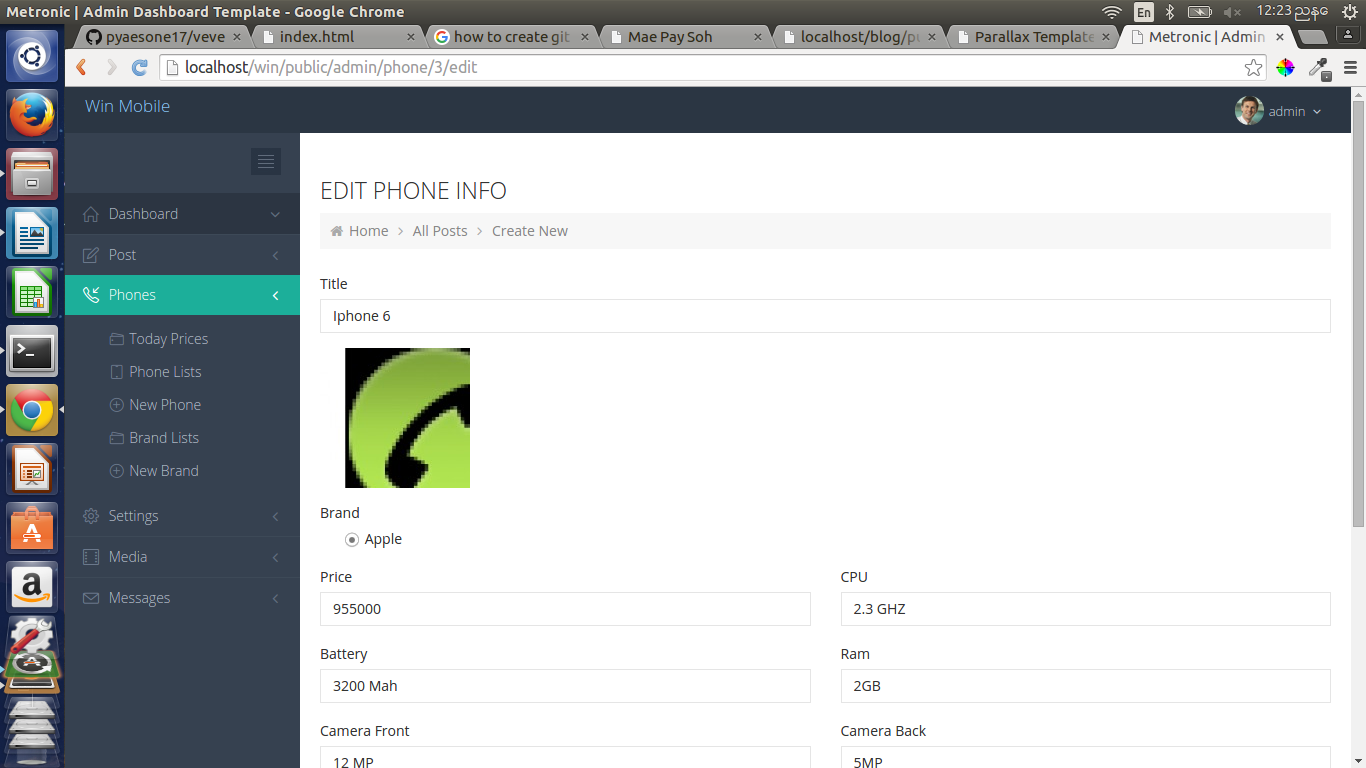 Metronic | Admin Dashboard Template - Google Chrome
En
12:23 ညနေ
pyaesone17/veve
index.html
how to create git
Mae Pay Soh
localhost/blog/pu
Parallax Template
Metronic | Admin
localhost/win/public/admin/phone/3/edit
Win Mobile
admin
EDIT PHONE INFO
Dashboard
Home > All Posts > Create New
Post
Title
Phones
Iphone 6
Today Prices
Phone Lists
New Phone
Brand Lists
New Brand
Brand
Settings
Apple
Media
Price
CPU
Messages
955000
2.3 GHZ
Battery
Ram
3200 Mah
2GB
Camera Front
Camera Back
12 MP
5MP